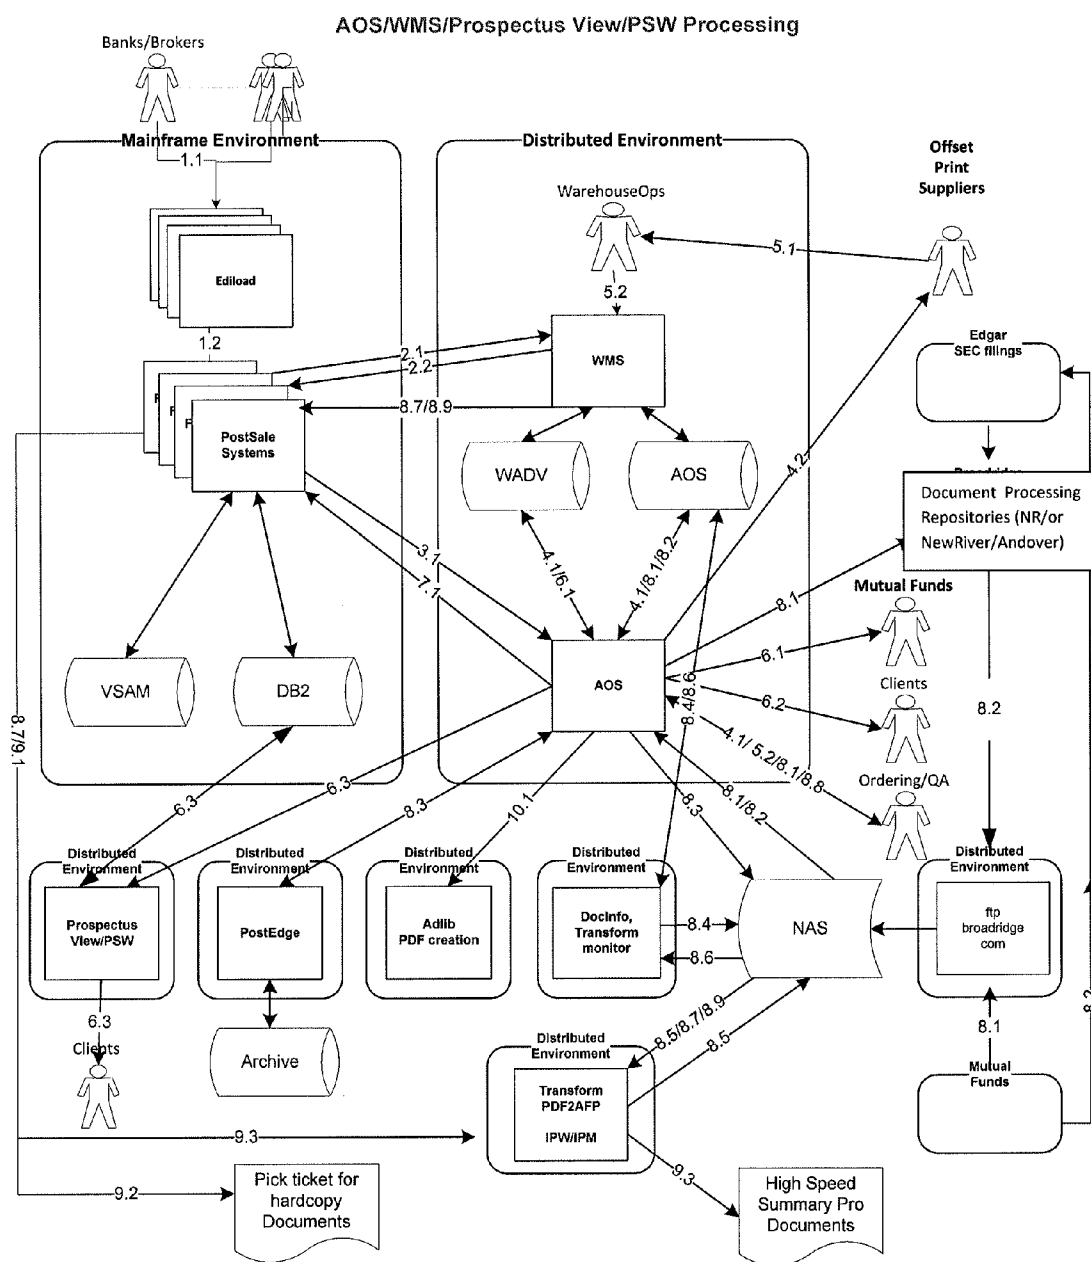 AOS/WMS/Prospectus View/PSW Processing
Banks/Brokers
Mainframe Environment
1.1
Ediload
1.2
PostSale
Systems
VSAM
DB2
Distributed Environment
WarehouseOps
5.1
5.2
WMS
2.1
2.2
8.7/8.9
WADV
AOS
Offset
Print
Suppliers
Edgar
SEC filings
4.2
Document Processing
Repositories (NR/or
NewRiver/Andover)
3.1
7.1
4.1/6.1
4.1/8.1/8.2
8.1
AOS
Mutual Funds
6.1
Clients
6.2
8.4/8.6
4.1/ 5.2/8.1/8.8
Ordering/QA
8.2
8.7/9.1
6.3
6.3
8.3
10.1
8.3
8.1/8.2
Distributed
Environment
Prospectus
View/PSW
Distributed
Environment
PostEdge
Distributed
Environment
Adlib
PDF creation
Distributed
Environment
DocInfo,
Transform
monitor
8.4
8.6
NAS
Distributed
Environment
ftp
broadridge
com
6.3
Clients
Archive
8.5/8.7/8.9
8.5
8.1
8.2
Distributed
Environment
Transform
PDF2AFP
IPW/IPM
Mutual
Funds
9.3
9.3
9.2
Pick ticket for
hardcopy
Documents
High Speed
Summary Pro
Documents